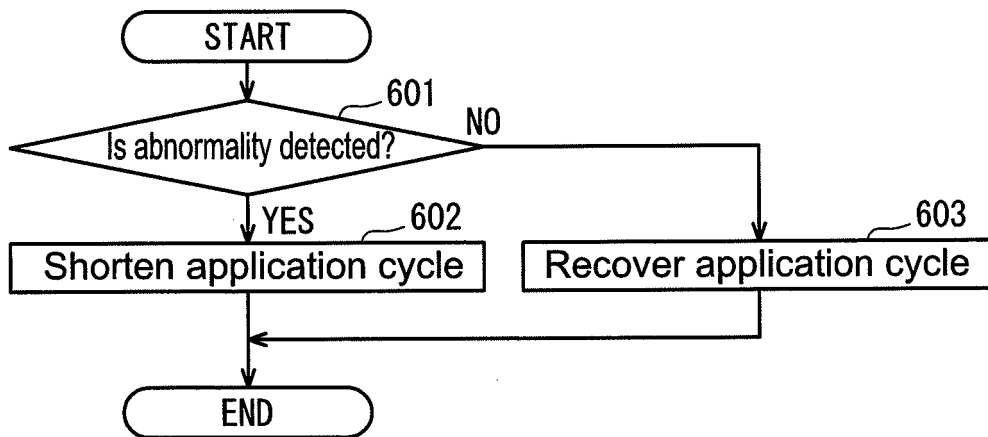 START
601
Is abnormality detected?
NO
YES
602
603
Shorten application cycle
Recover application cycle
END